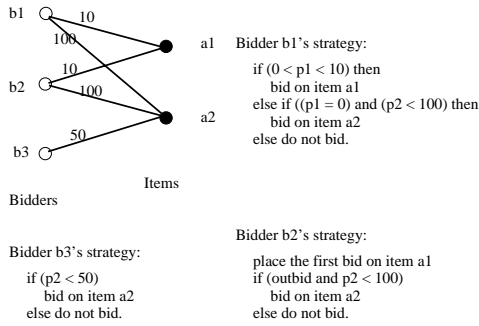 b1
10
100
a1
b2
10
100
a2
b3
50
Items
Bidders
Bidder b1's strategy:
if (0 < p1 < 10) then
bid on item a1
else if ((p1 = 0) and (p2 < 100) then
bid on item a2
else do not bid.
Bidder b3's strategy:
if (p2 < 50)
bid on item a2
else do not bid.
Bidder b2's strategy:
place the first bid on item a1
if (outbid and p2 < 100)
bid on item a2
else do not bid.